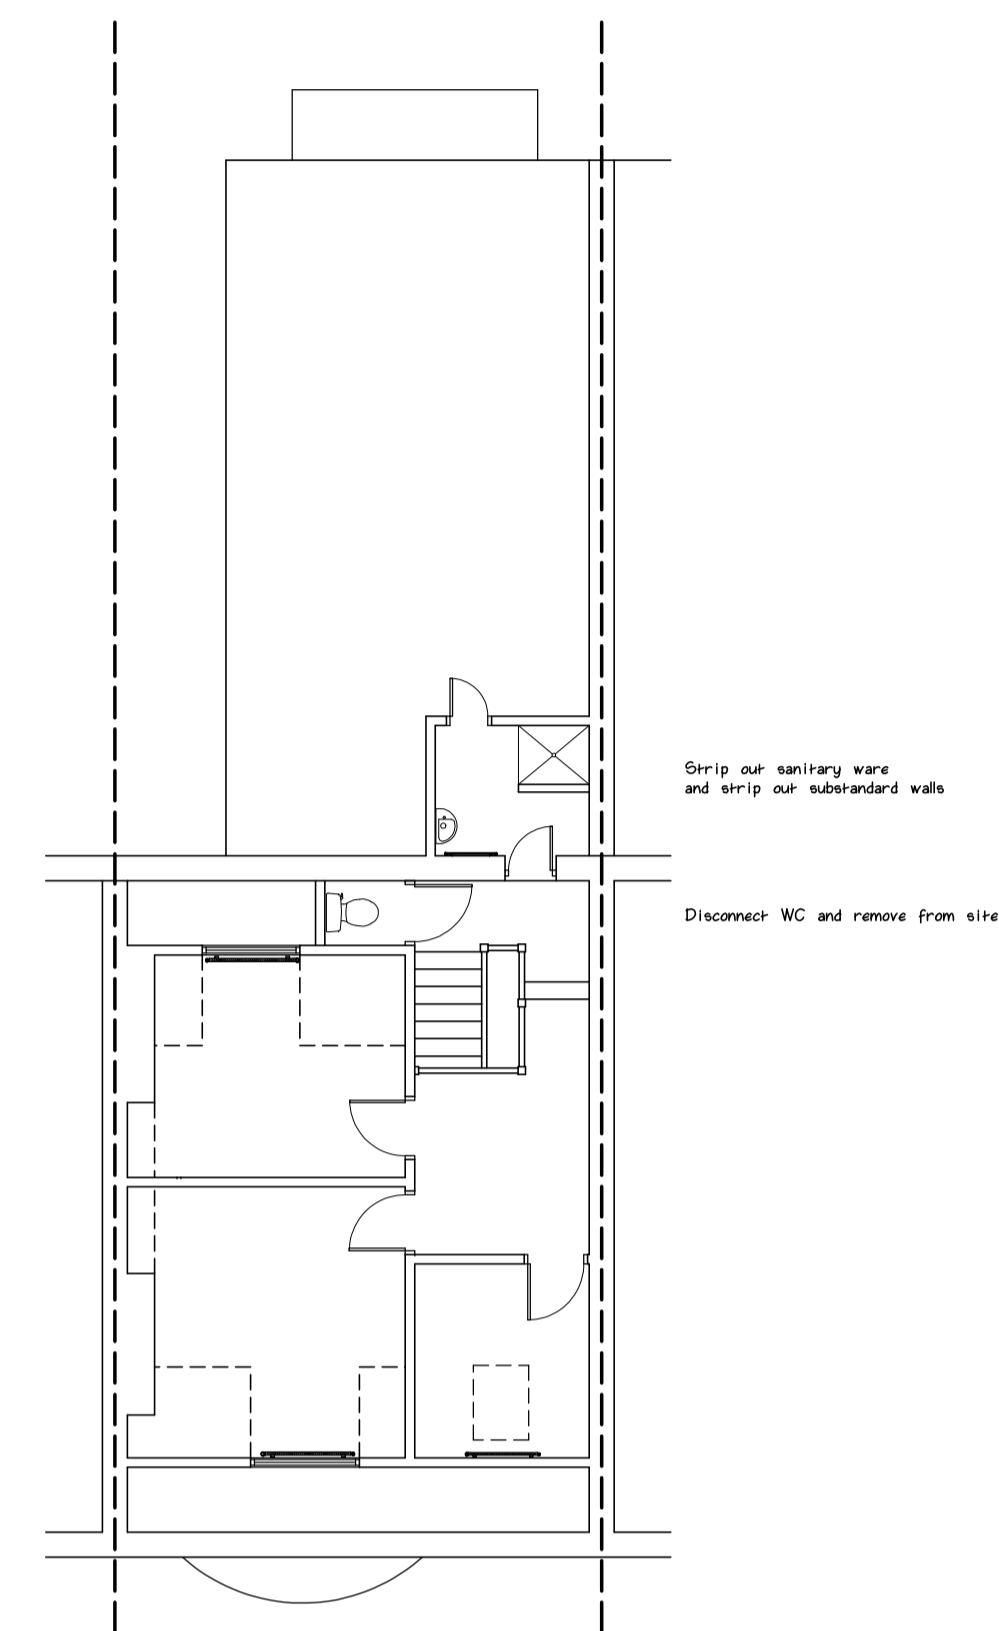 Strip out sanitary ware
and strip out substandard walls
Disconnect WC and remove from site